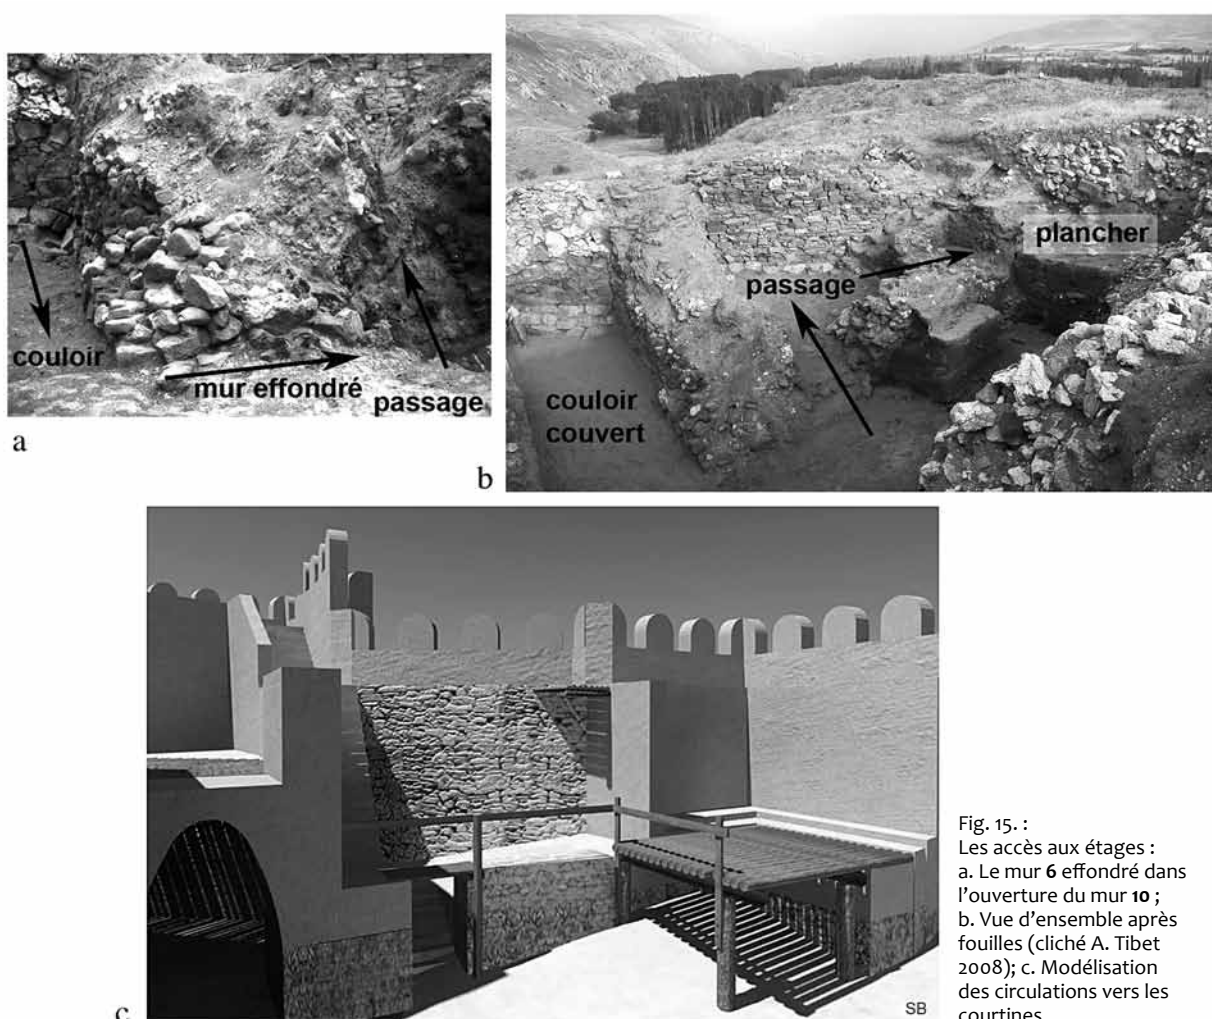 couloir
mur effondré
passage
a
plancher
passage
couloir
couvert
b
SB
c
Fig. 15. :
Les accès aux étages :
a. Le mur 6 effondré dans
l’ouverture du mur 10 ;
b. Vue d’ensemble après
fouilles (cliché A. Tibet
2008); c. Modélisation
des circulations vers les
courtines